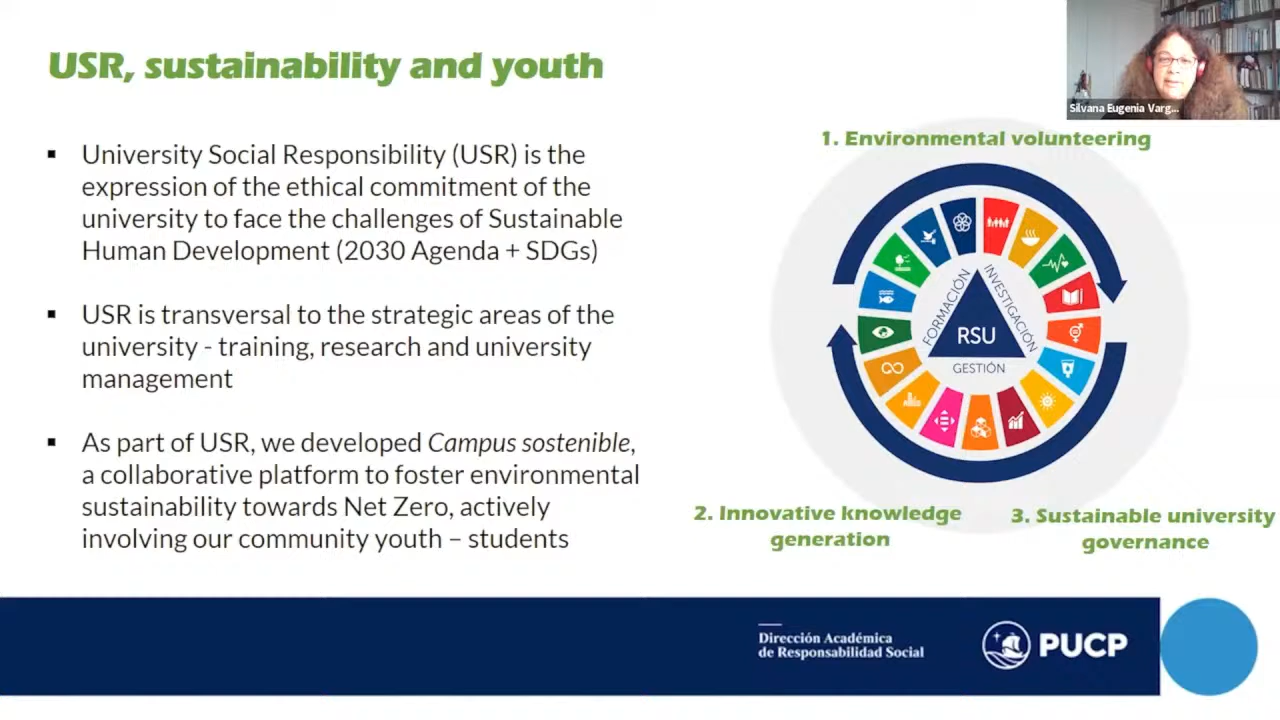 USR, sustainability and youth
Silvana Eugenia Varg...
▪ University Social Responsibility (USR) is the
expression of the ethical commitment of the
university to face the challenges of Sustainable
Human Development (2030 Agenda + SDGs)
▪ USR is transversal to the strategic areas of the
university - training, research and university
management
▪ As part of USR, we developed Campus sostenible,
a collaborative platform to foster environmental
sustainability towards Net Zero, actively
involving our community youth – students
1. Environmental volunteering
FORMACIÓN
INVESTIGACIÓN
RSU
GESTIÓN
2. Innovative knowledge
generation
3. Sustainable university
governance
Dirección Académica
de Responsabilidad Social
PUCP